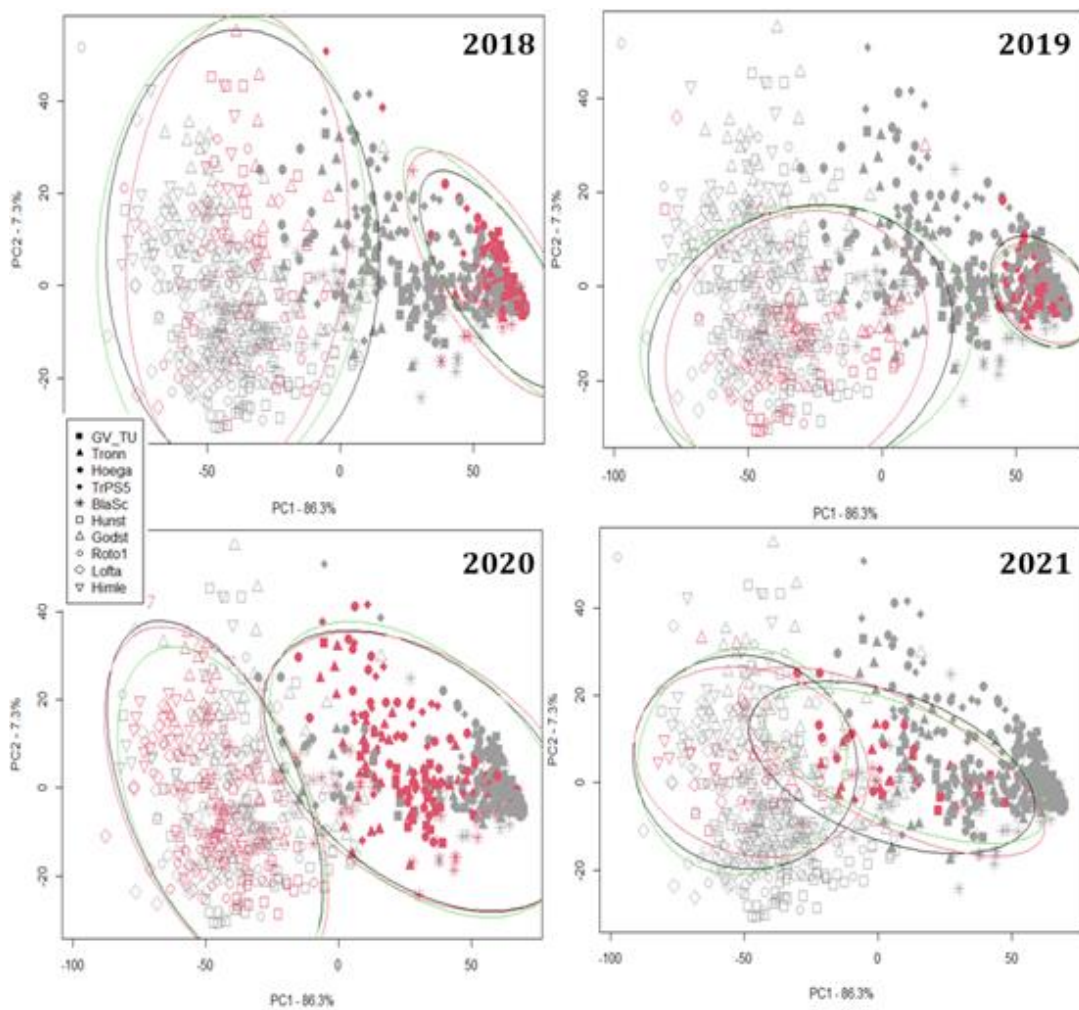 2018
40
20
0
-20
PC2 - 7.3%
-50
0
50
PC1 - 86.3%
2019
40
20
0
-20
PC2 - 7.3%
-100
-50
0
50
PC1 - 86.3%
GV_TU
Tronn
Hoega
TrPS5
BlaSc
Hunst
Godst
Roto1
Lofta
Himle
2020
40
20
0
-20
PC2 - 7.3%
-100
-50
0
50
PC1 - 86.3%
2021
40
20
0
-20
PC2 - 7.3%
-100
-50
0
50
PC1 - 86.3%